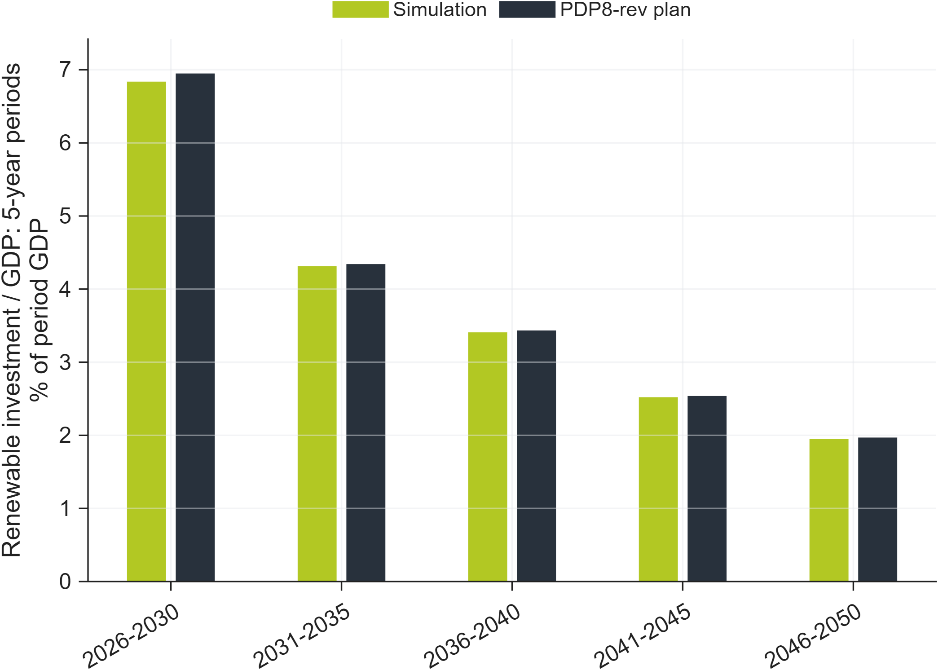 Simulation PDP8-rev plan
Renewable investment / GDP: 5-year periods
% of period GDP
7
6
5
4
3
2
1
0
2026-2030 2031-2035 2036-2040 2041-2045 2046-2050